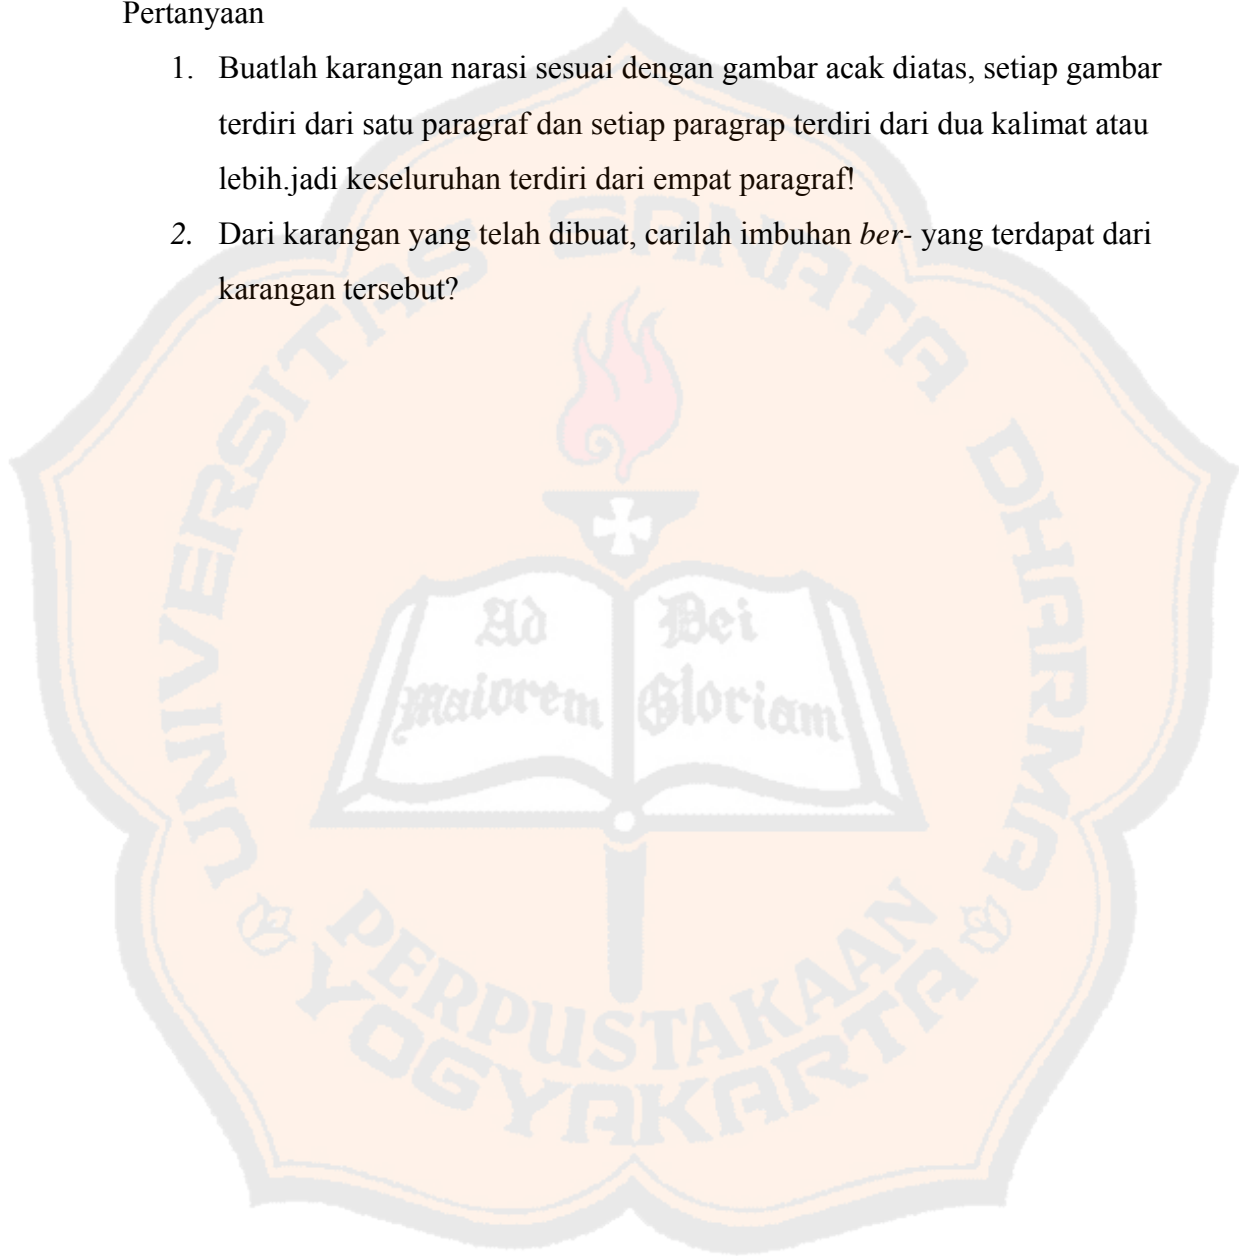 Pertanyaan
1. Buatlah karangan narasi sesuai dengan gambar acak diatas, setiap gambar
terdiri dari satu paragraf dan setiap paragrap terdiri dari dua kalimat atau
lebih.jadi keseluruhan terdiri dari empat paragraf!
2. Dari karangan yang telah dibuat, carilah imbuhan ber- yang terdapat dari
karangan tersebut?
UNIVERSITAS SANATA DHARMA
Ad Dei
maiorem Gloriam
PERPUSTAKAAN
YOGYAKARTA